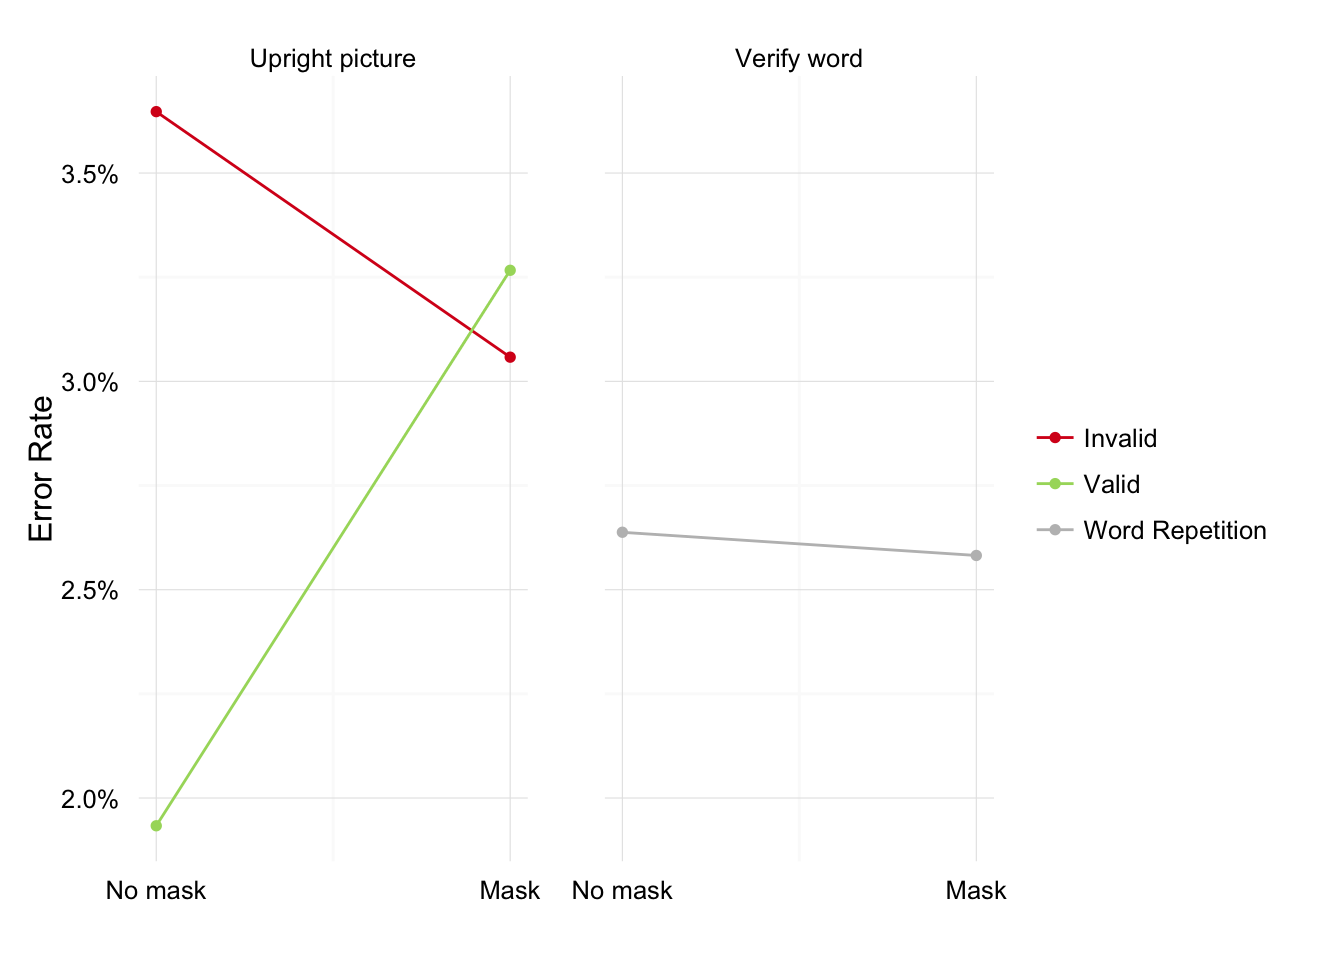 Upright picture
Verify word
3.5%
3.0%
2.5%
2.0%
Error Rate
No mask
Mask
No mask
Mask
Invalid
Valid
Word Repetition